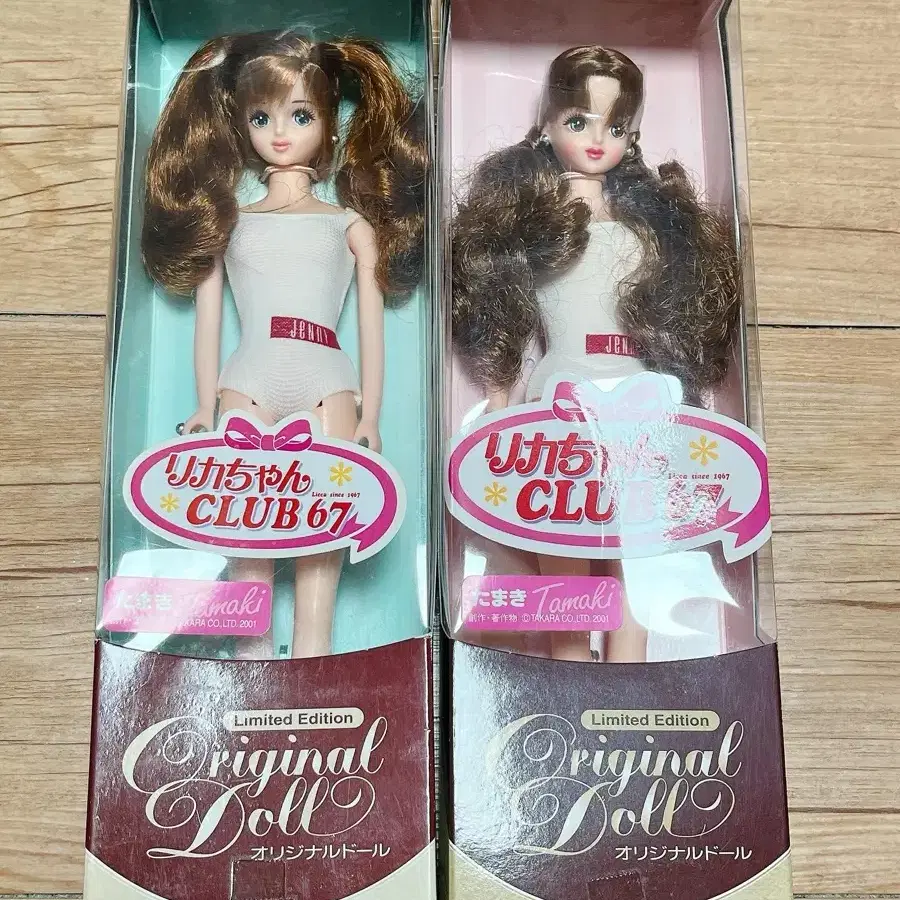 JENNY
リカちゃん
Licca since 1967
CLUB 67
たまき Tamaki
TAKARA CO.,LTD. 2001
Limited Edition
Original
Doll
オリジナルドール
JEN
リカちゃん
Licca since 1967
CLUB 67
たまき Tamaki
創作・著作物 ©TAKARA CO.,LTD. 2001
Limited Edition
Original
Doll
オリジナルドール